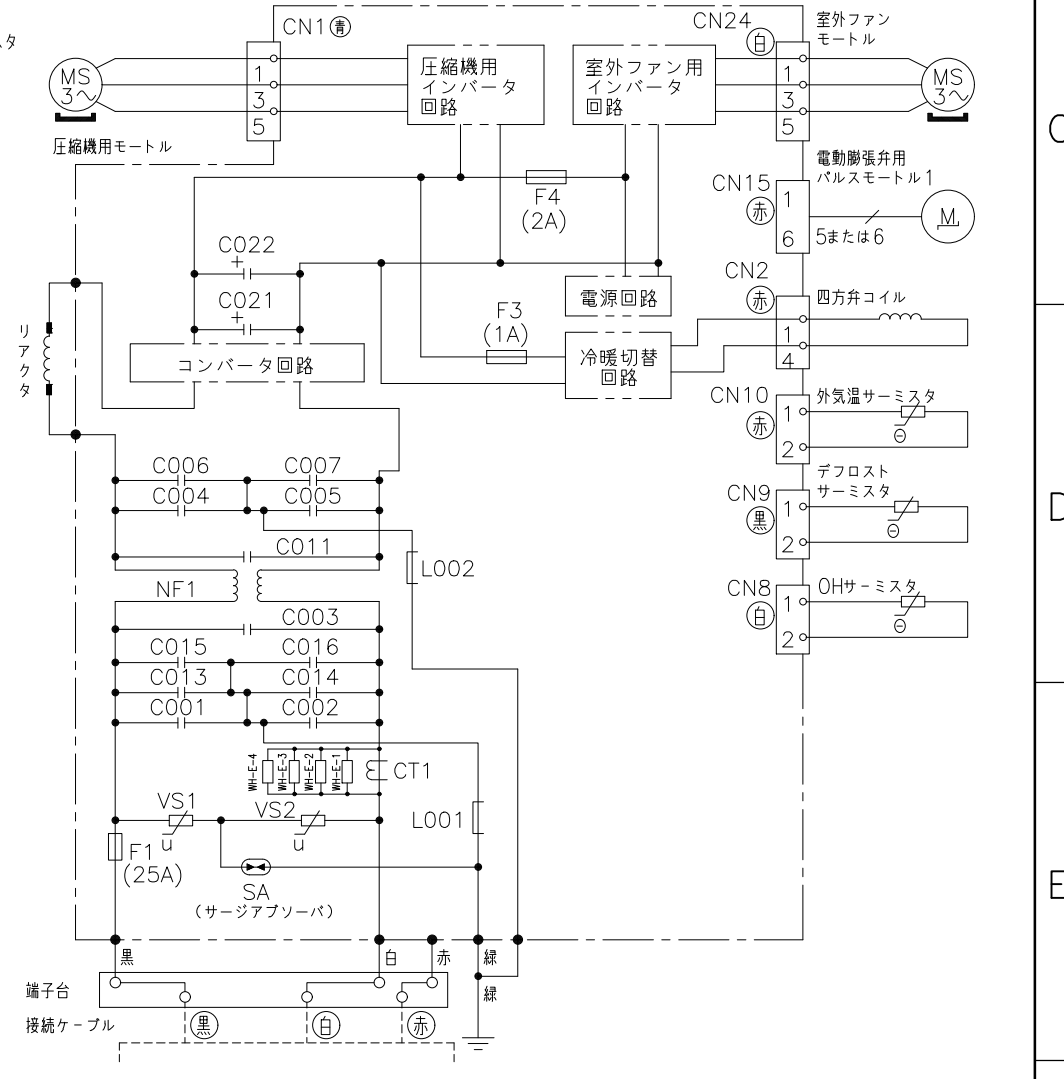 スタ
CN1 青
CN24
白
室外ファン
モートル
MS
3～
1
3
5
圧縮機用
インバータ
回路
室外ファン用
インバータ
回路
1
3
5
MS
3～
圧縮機用モートル
F4
(2A)
CN15
赤
1
6
電動膨張弁用
パルスモートル1
5または6
M
C022
+
C021
+
電源回路
CN2
赤
1
4
四方弁コイル
リアクタ
コンバータ回路
F3
(1A)
冷暖切替
回路
CN10
赤
1
2
外気温サーミスタ
C006
C007
C004
C005
CN9
黒
1
2
デフロスト
サーミスタ
C011
L002
NF1
CN8
白
1
2
OHサーミスタ
C003
C015
C016
C013
C014
C001
C002
WH-E-4
WH-E-3
WH-E-2
WH-E-1
CT1
VS1
u
VS2
u
L001
F1
(25A)
SA
(サージアブソーバ)
黒
白
赤
緑
緑
端子台
接続ケーブル
黒
白
赤
D
E